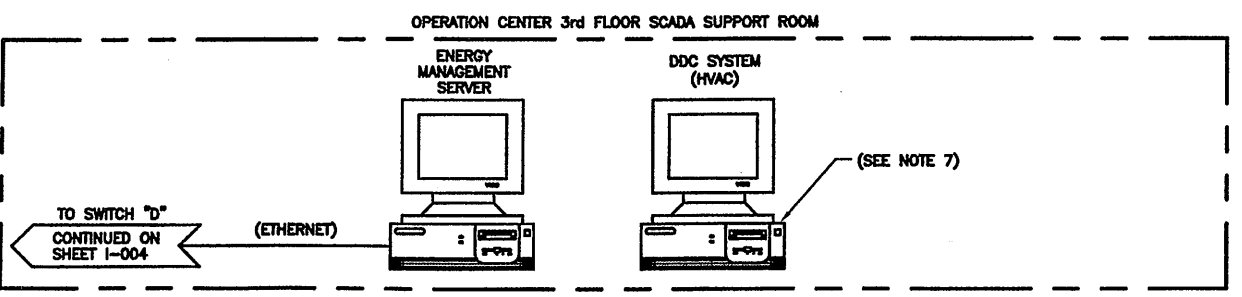 OPERATION CENTER 3rd FLOOR SCADA SUPPORT ROOM
ENERGY
MANAGEMENT
SERVER
DDC SYSTEM
(HVAC)
(SEE NOTE 7)
TO SWITCH "D"
CONTINUED ON
SHEET I-004
(ETHERNET)